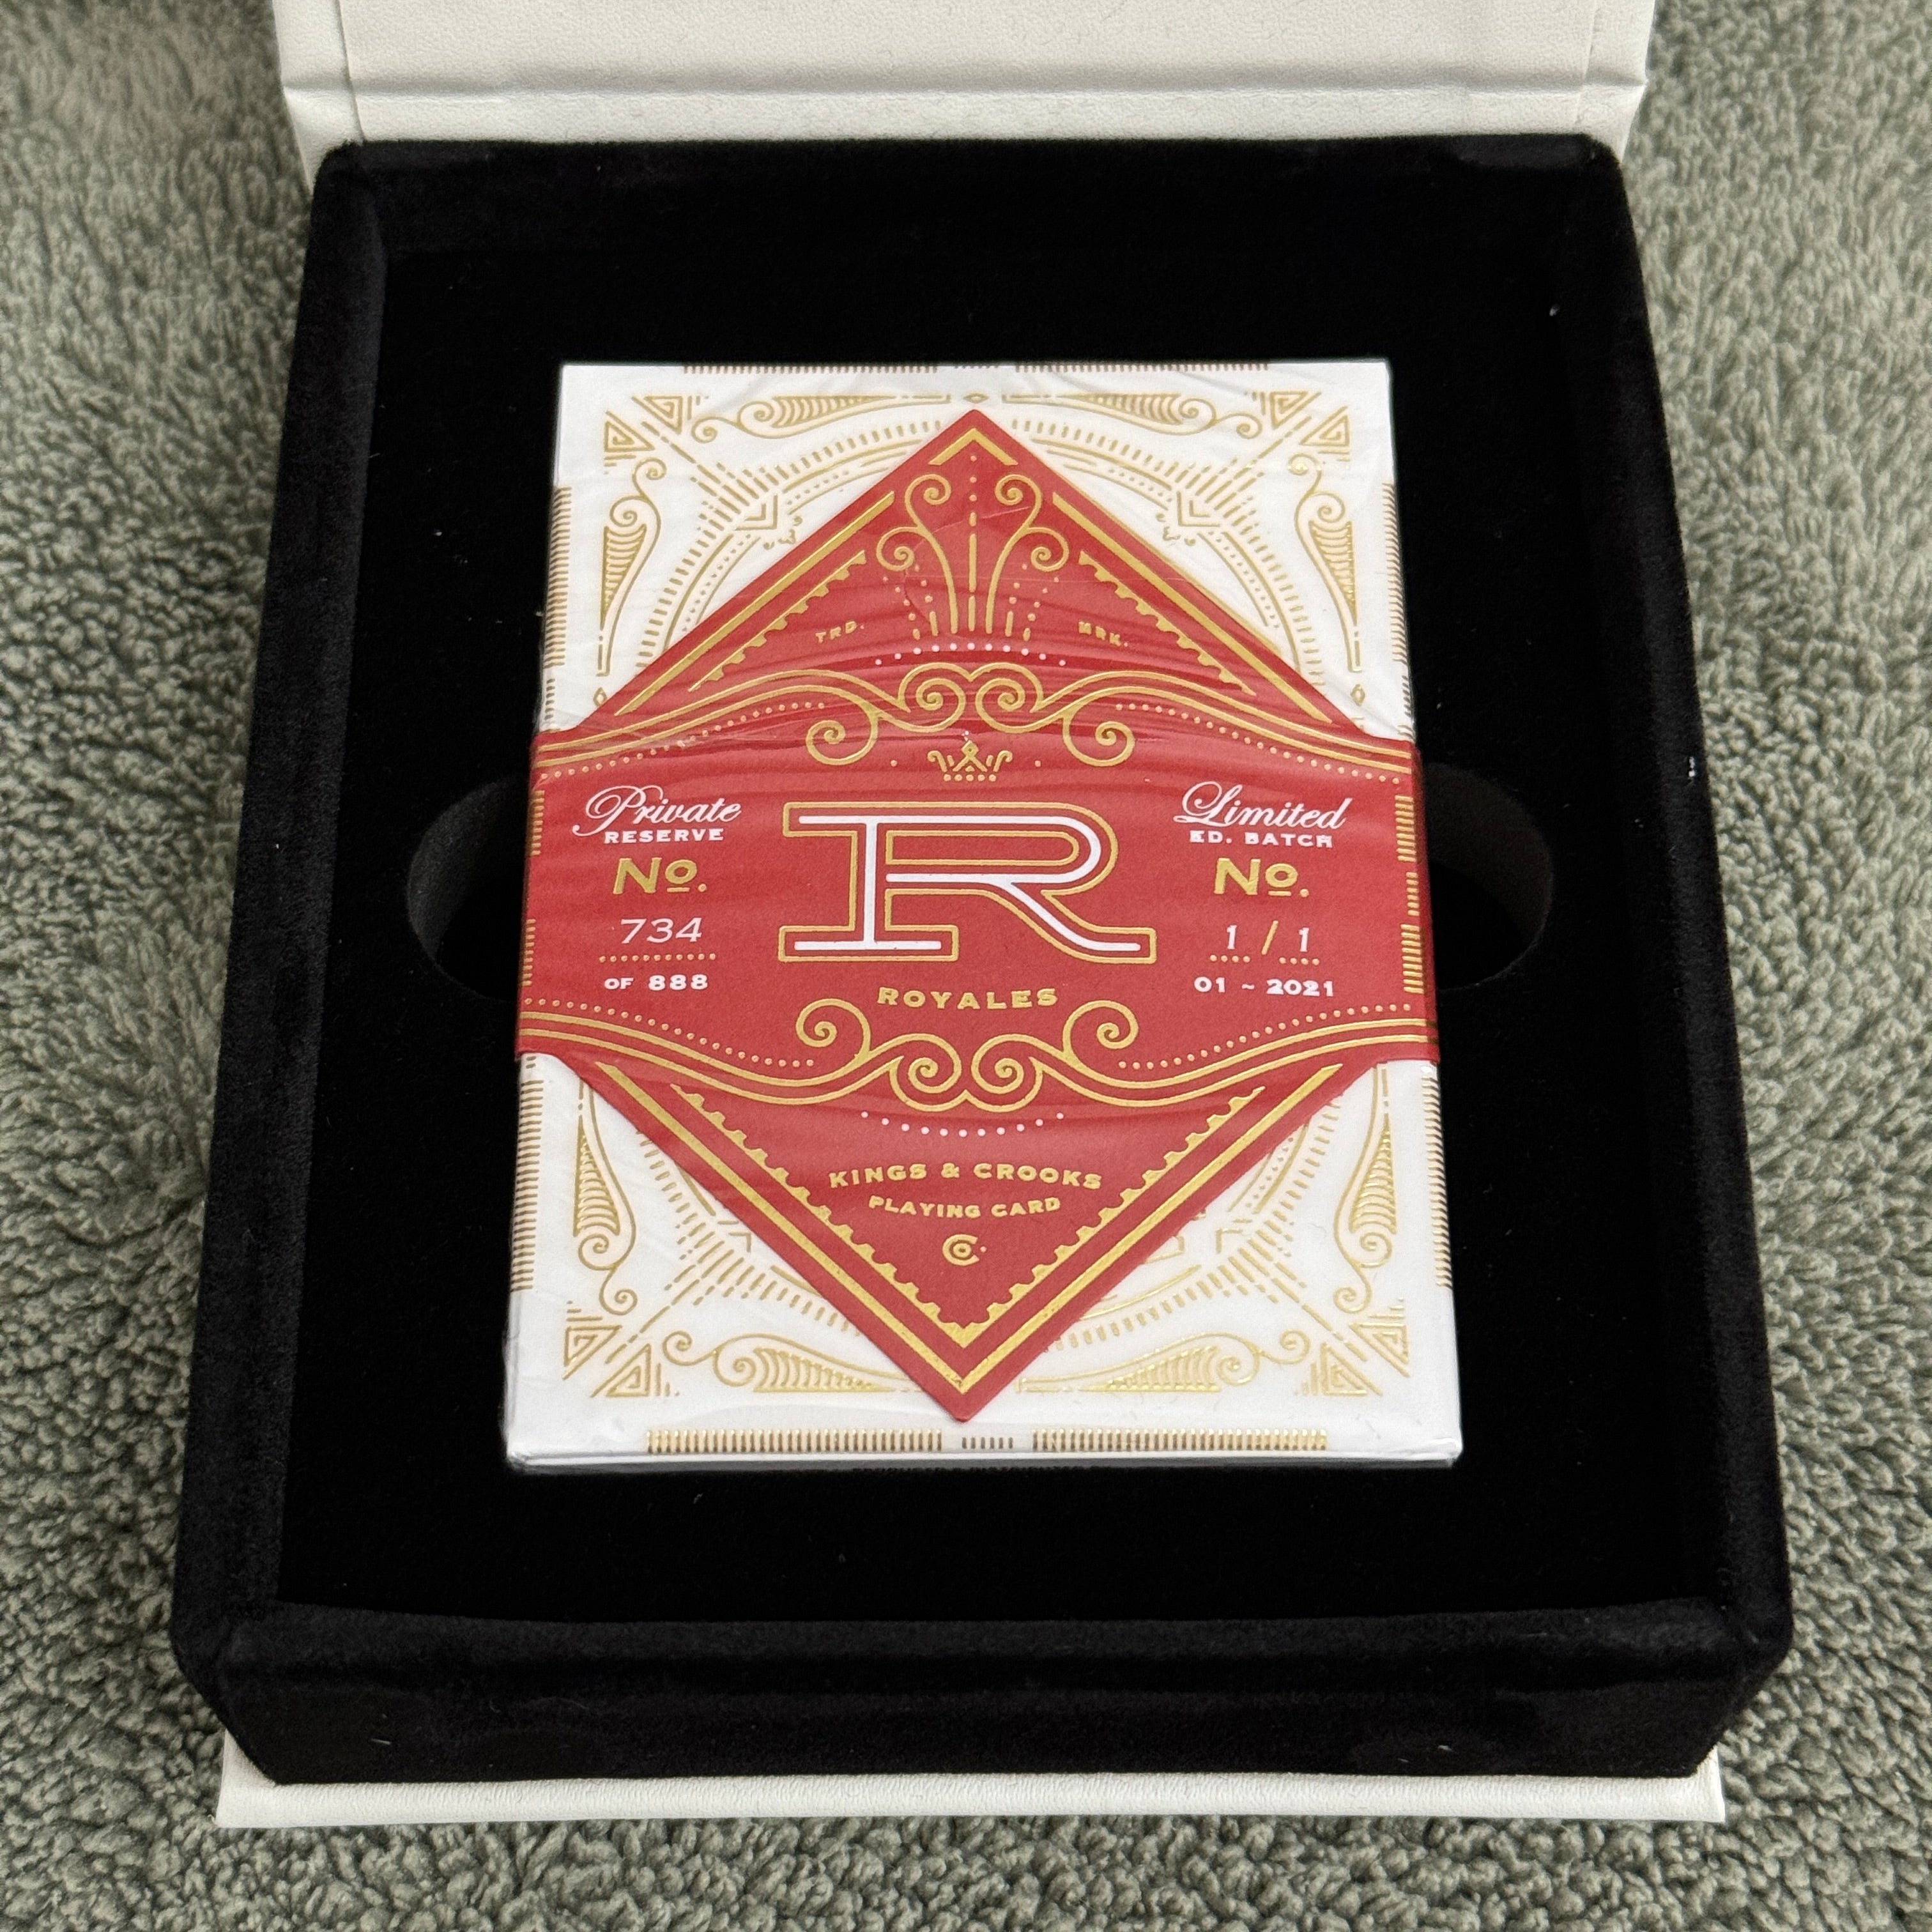 TRD. MRK.
Private
RESERVE
No.
734
OF 888
R
ROYALES
Limited
ED. BATCH
No.
1 / 1
01 ~ 2021
KINGS & CROOKS
PLAYING CARD
Co.